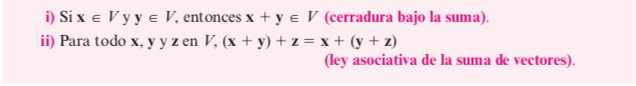 i) Si x ∈ V y y ∈ V, entonces x + y ∈ V (cerradura bajo la suma).
ii) Para todo x, y y z en V, (x + y) + z = x + (y + z)
(ley asociativa de la suma de vectores).